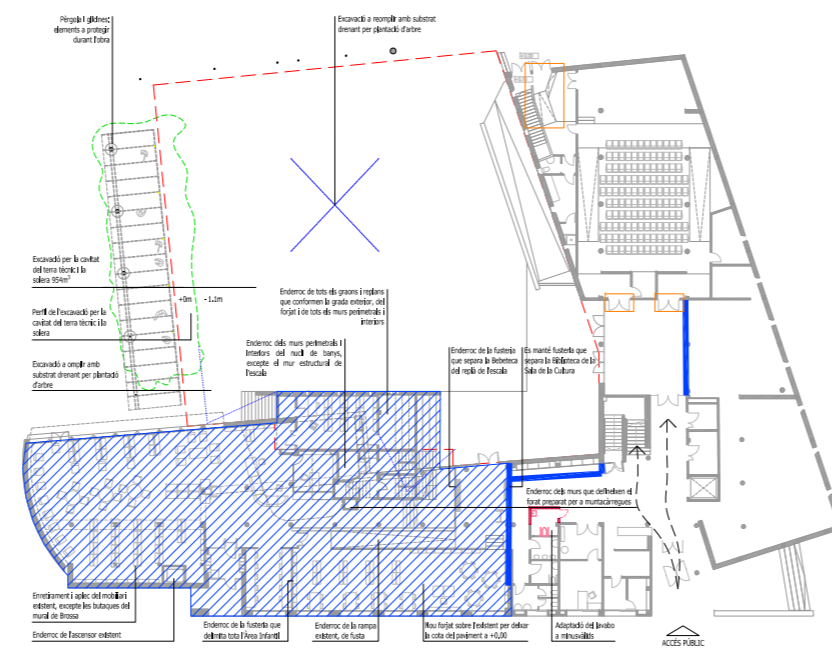 Pèrgola i glicines:
elements a protegir
durant l'obra
Excavació a reomplir amb substrat
drenant per plantació d'arbre
Excavació per la cavitat
del terra tècnic i la
solera 954m³
+0m
-1.1m
Perfil de l'excavació per la
cavitat del terra tècnic i la
solera
Excavació a omplir amb
substrat drenant per plantació
d'arbre
Enderroc de tots els graons i replans
que conformen la grada exterior, del
forjat i de tots els murs perimetrals i
interiors
Enderroc dels murs perimetrals i
interiors del nucli de banys,
excepte el mur estructural de
l'escala
Enderroc de la fusteria
que separa la Bebeteca
del replà de l'escala
Es manté fusteria que
separa la Biblioteca de la
Sala de la Cultura
Enderroc dels murs que defineixen el
forat preparat per a muntacàrregues
Enretirament i aplec del mobiliari
existent, excepte les butaques del
mural de Brossa
Enderroc de l'ascensor existent
Enderroc de la fusteria que
delimita tota l'Àrea Infantil
Enderroc de la rampa
existent, de fusta
Nou forjat sobre l'existent per deixar
la cota del paviment a +0,00
Adaptació del lavabo
a minusvàlids
ACCÉS PÚBLIC